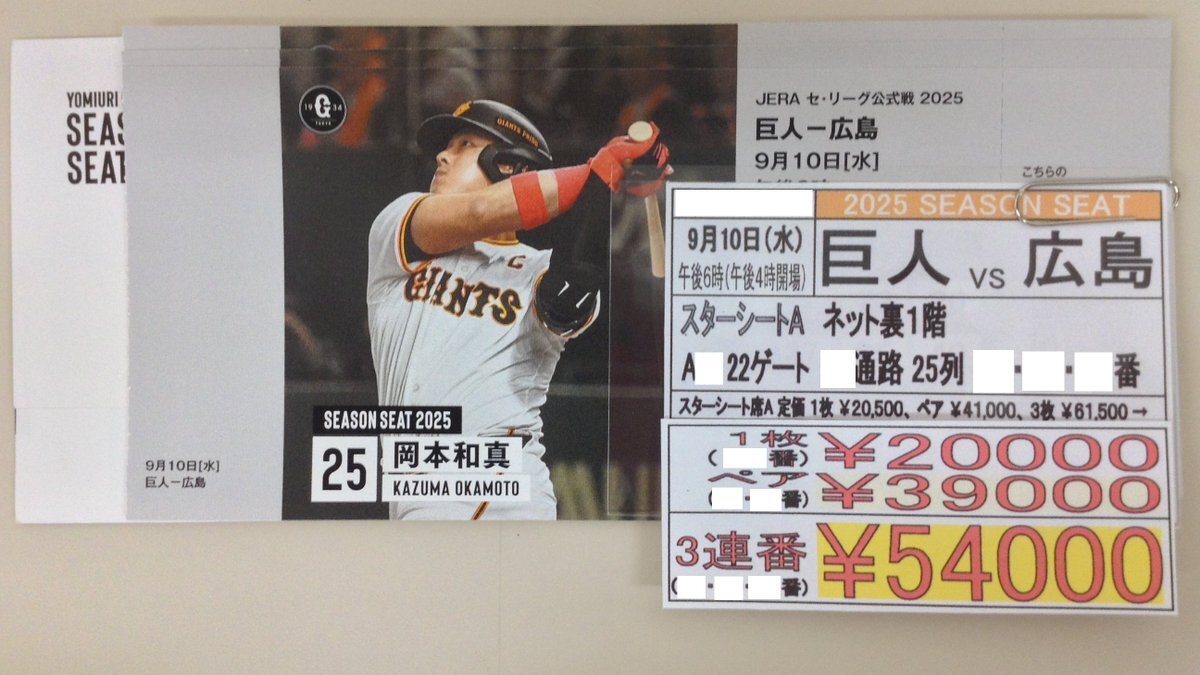 YOMIURI
SEAS
SEAT
9月10日[水]
巨人－広島
19 G 34
TOKYO
GIANTS PRIDE
C
GIANTS
SEASON SEAT 2025
25
岡本和真
KAZUMA OKAMOTO
JERA セ・リーグ公式戦 2025
巨人－広島
9月10日[水]
こちらの
2025 SEASON SEAT
9月10日(水)
午後6時(午後4時開場)
巨人 VS 広島
スターシートA ネット裏1階
A 22ゲート 通路 25列 ・ ・ 番
スターシート席A 定価 1枚 ¥20,500、ペア ¥41,000、3枚 ¥61,500→
1枚 ¥20000
( 番)
ペア ¥39000
( ・ 番)
3連番 ¥54000
( ・ ・ 番)